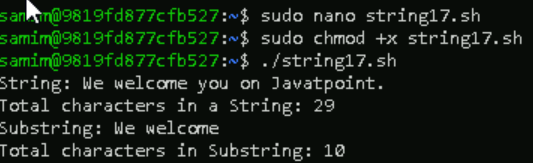 samim@9819fd877cfb527:~$ sudo nano string17.sh
samim@9819fd877cfb527:~$ sudo chmod +x string17.sh
samim@9819fd877cfb527:~$ ./string17.sh
String: We welcome you on Javatpoint.
Total characters in a String: 29
Substring: We welcome
Total characters in Substring: 10